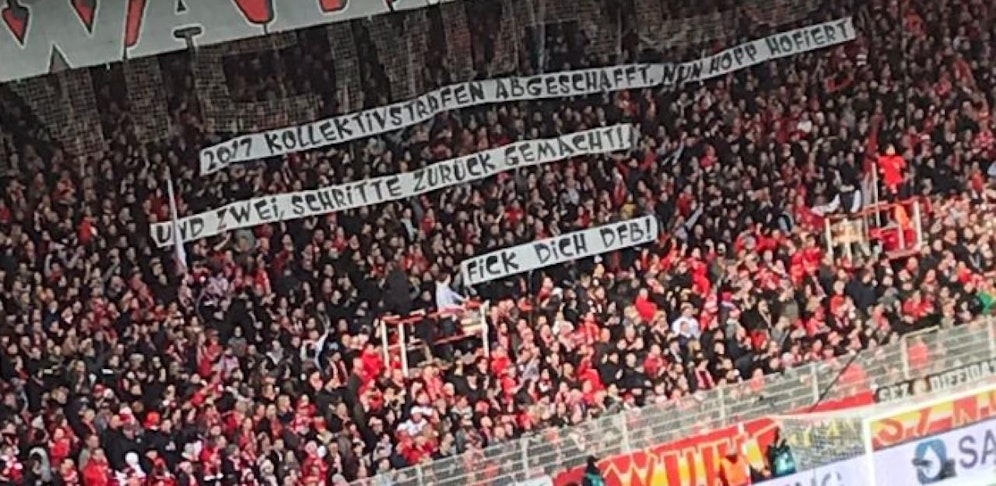 2017 KOLLEKTIVSTRAFEN ABGESCHAFFT. NUN HOPP HOFIERT
UND ZWEI, SCHRITTE ZURÜCK GEMACHT!
FICK DICH DFB!